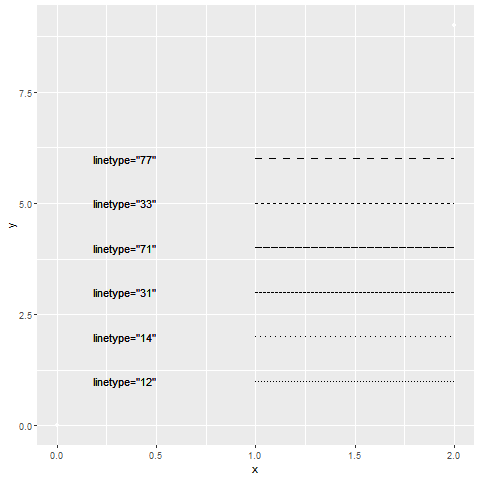 7.5
linetype="77"
linetype="33"
5.0
linetype="71"
y
linetype="31"
2.5
linetype="14"
linetype="12"
0.0
0.0 0.5 1.0 1.5 2.0
x